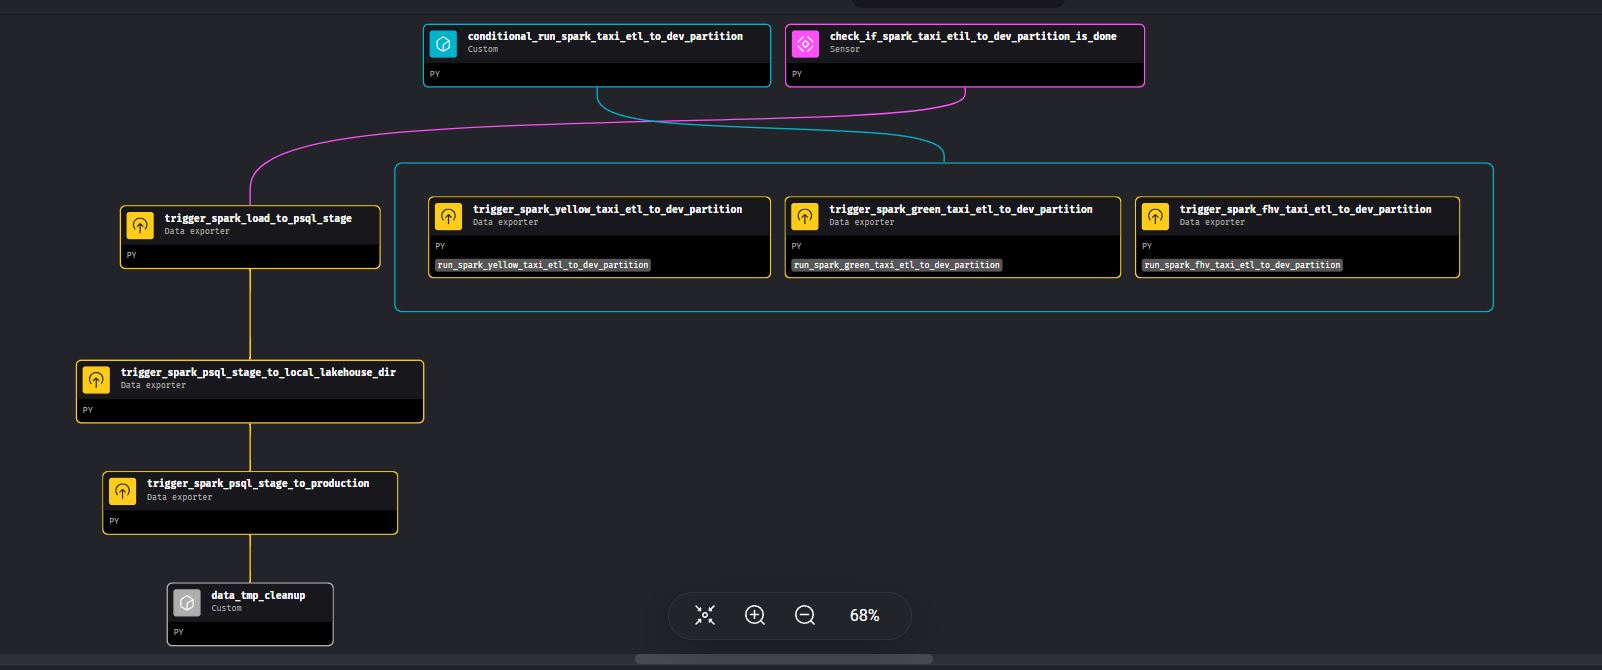 conditional_run_spark_taxi_etl_to_dev_partition
Custom
PY
check_if_spark_taxi_etil_to_dev_partition_is_done
Sensor
PY
trigger_spark_load_to_psql_stage
Data exporter
PY
trigger_spark_yellow_taxi_etl_to_dev_partition
Data exporter
PY
run_spark_yellow_taxi_etl_to_dev_partition
trigger_spark_green_taxi_etl_to_dev_partition
Data exporter
PY
run_spark_green_taxi_etl_to_dev_partition
trigger_spark_fhv_taxi_etl_to_dev_partition
Data exporter
PY
run_spark_fhv_taxi_etl_to_dev_partition
trigger_spark_psql_stage_to_local_lakehouse_dir
Data exporter
PY
trigger_spark_psql_stage_to_production
Data exporter
PY
data_tmp_cleanup
Custom
PY
68%